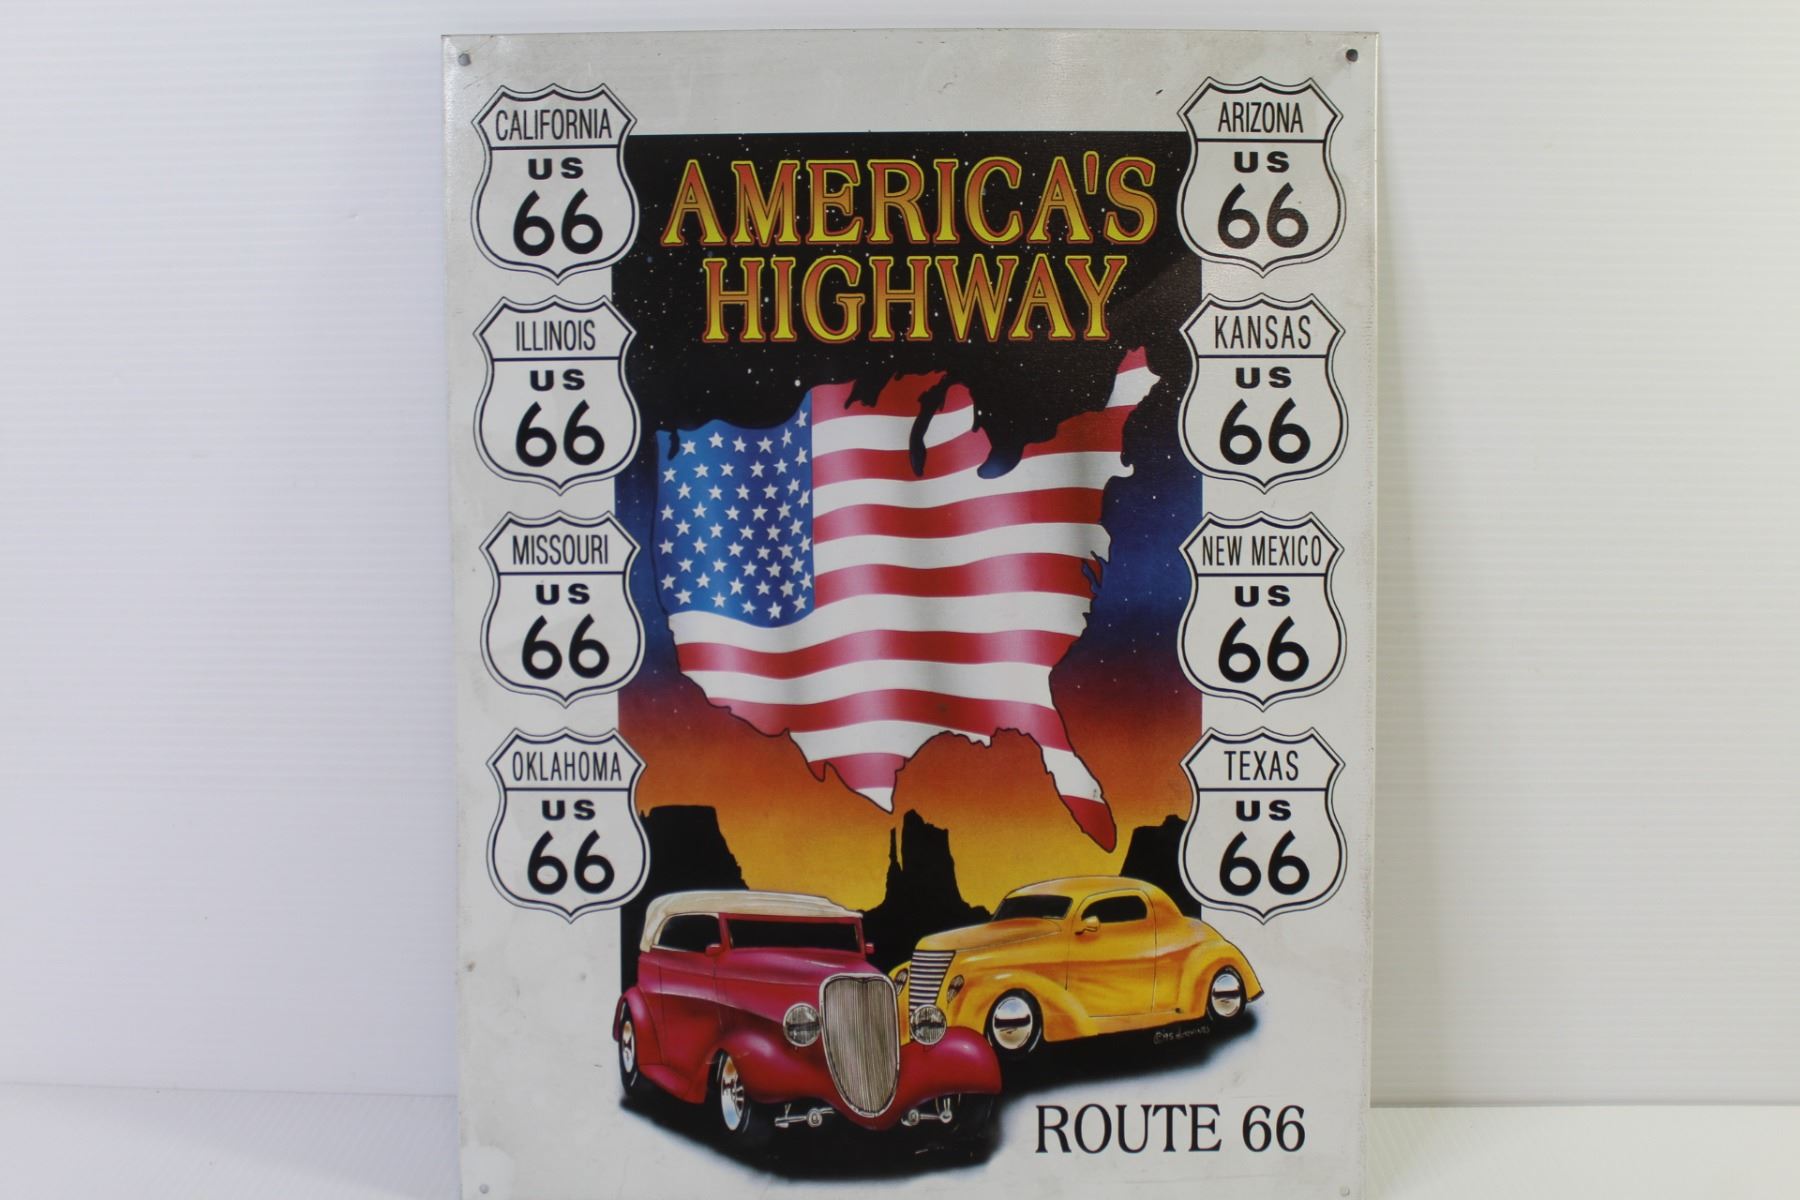 AMERICA'S
HIGHWAY
CALIFORNIA
US
66
ILLINOIS
US
66
MISSOURI
US
66
OKLAHOMA
US
66
ARIZONA
US
66
KANSAS
US
66
NEW MEXICO
US
66
TEXAS
US
66
ROUTE 66